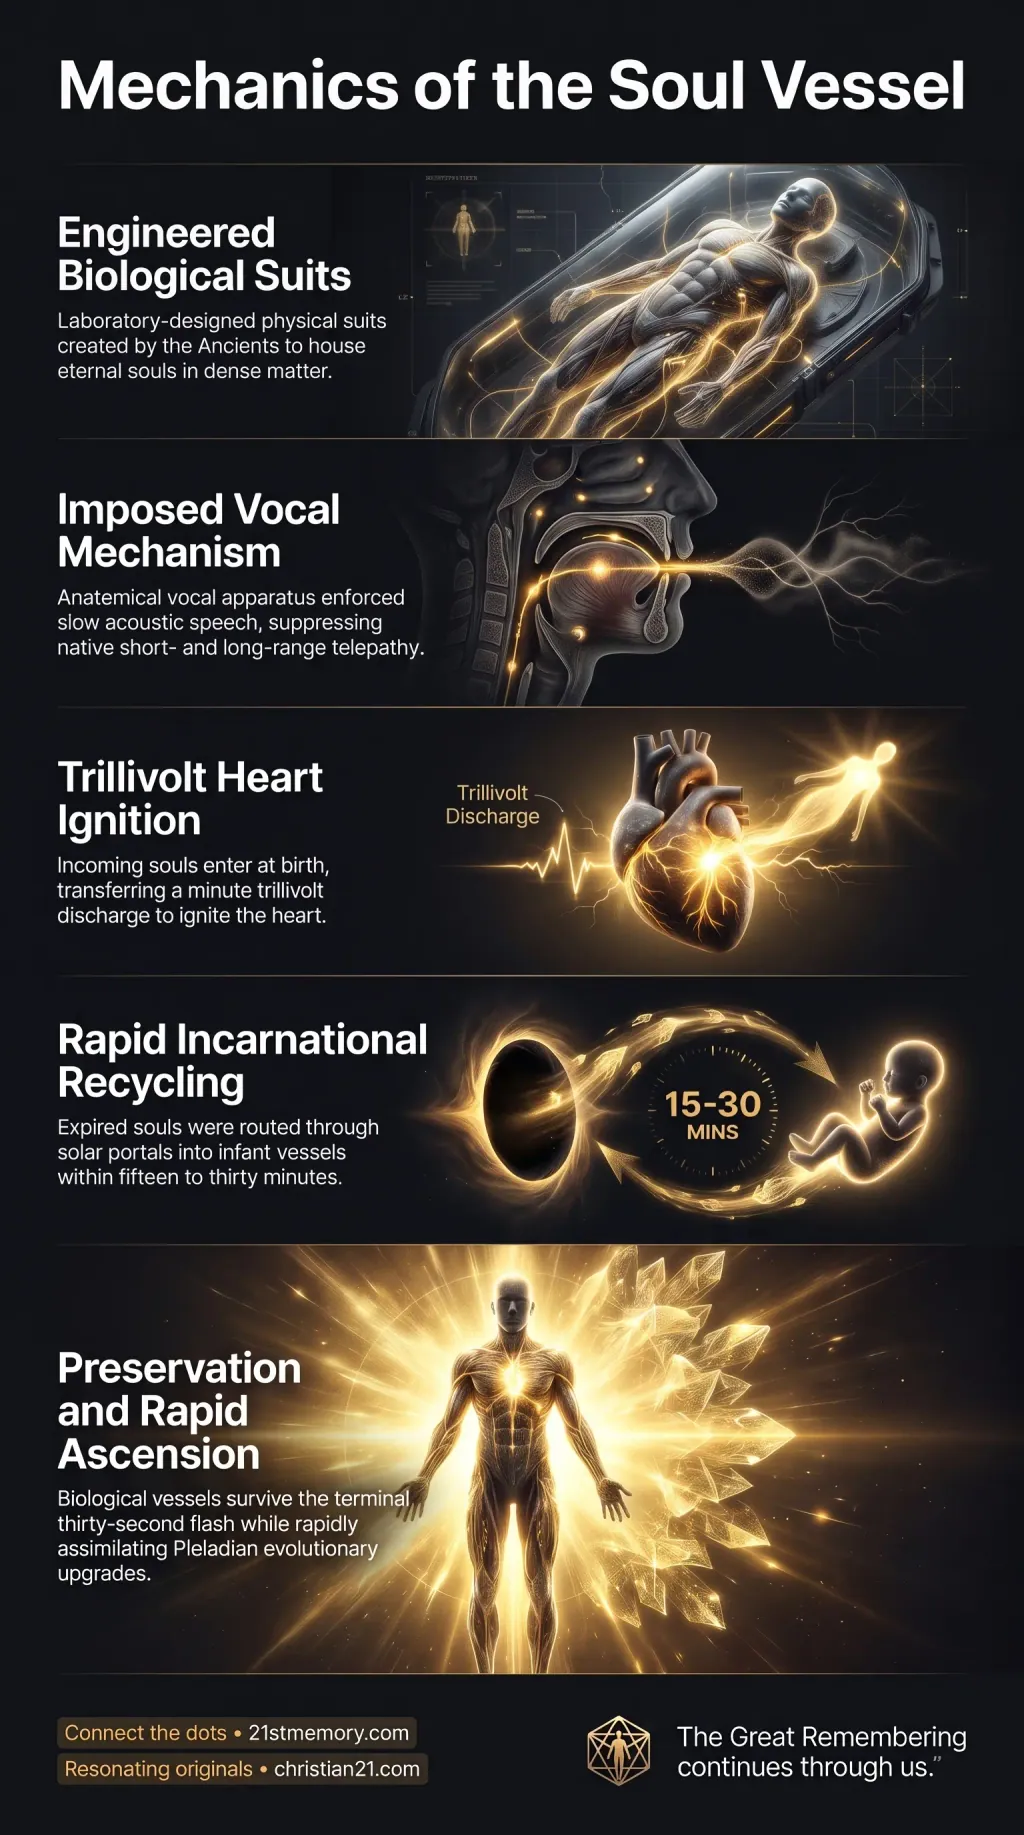 Mechanics of the Soul Vessel
Engineered
Biological Suits
Laboratory-designed physical suits
created by the Ancients to house
eternal souls in dense matter.
Imposed Vocal
Mechanism
Anatemical vocal apparatus enforced
slow acoustic speech, suppressing
native short- and long-range telepathy.
Trillivolt Heart
Ignition
Incoming souls enter at birth,
transferring a minute trillivolt
discharge to ignite the heart.
Trillivolt
Discharge
Rapid Incarnational
Recycling
Expired souls were routed through
solar portals into infant vessels
within fifteen to thirty minutes.
15-30
MINS
Preservation
and Rapid
Ascension
Biological vessels survive the terminal
thirty-second flash while rapidly
assimilating Pleladian evolutionary
upgrades.
Connect the dots • 21stmemory.com
Resonating originals • christian21.com
The Great Remembering
continues through us.”